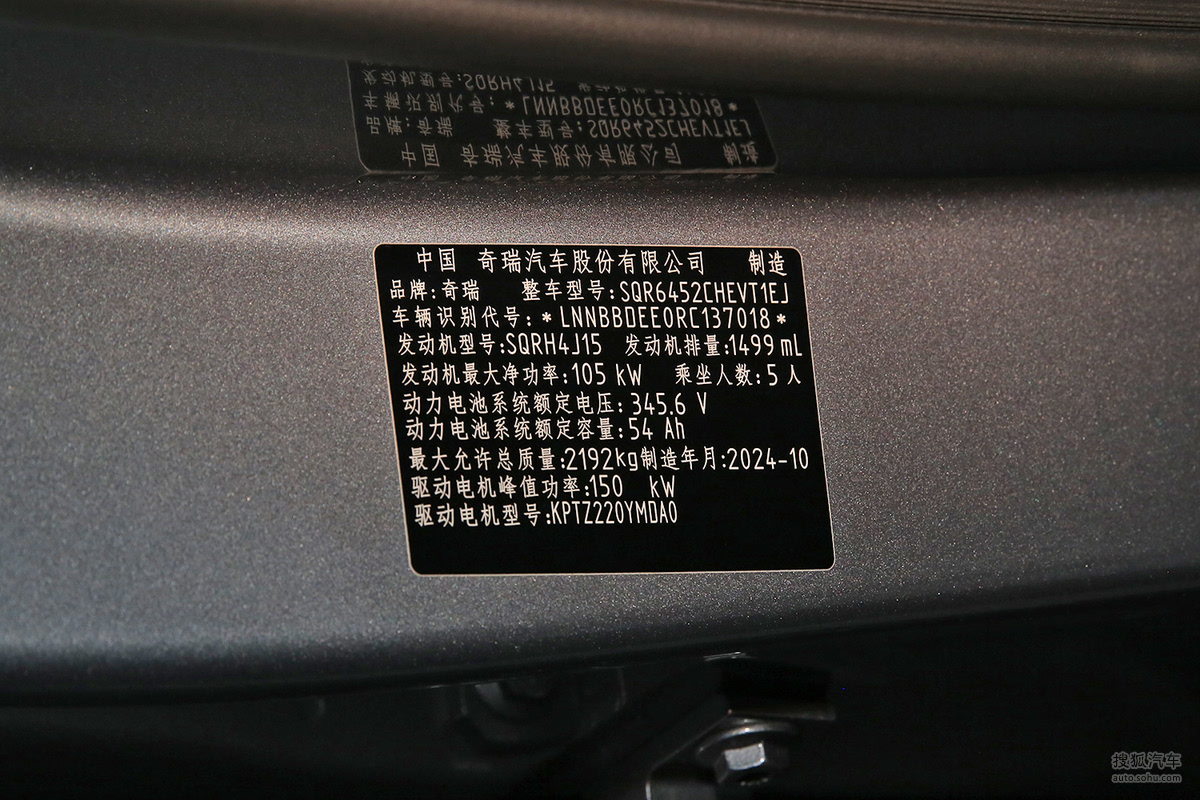 中国 奇瑞汽车股份有限公司 制造
品牌:奇瑞 整车型号:SQR6452CHEVT1EJ
车辆识别代号:*LNNBBDEE0RC137018*
发动机型号:SQRH4J15 发动机排量:1499 mL
发动机最大净功率:105 kW 乘坐人数:5 人
动力电池系统额定电压:345.6 V
动力电池系统额定容量:54 Ah
最大允许总质量:2192kg制造年月:2024-10
驱动电机峰值功率:150 kW
驱动电机型号:KPTZ220YMDA0
搜狐汽车
auto.sohu.com